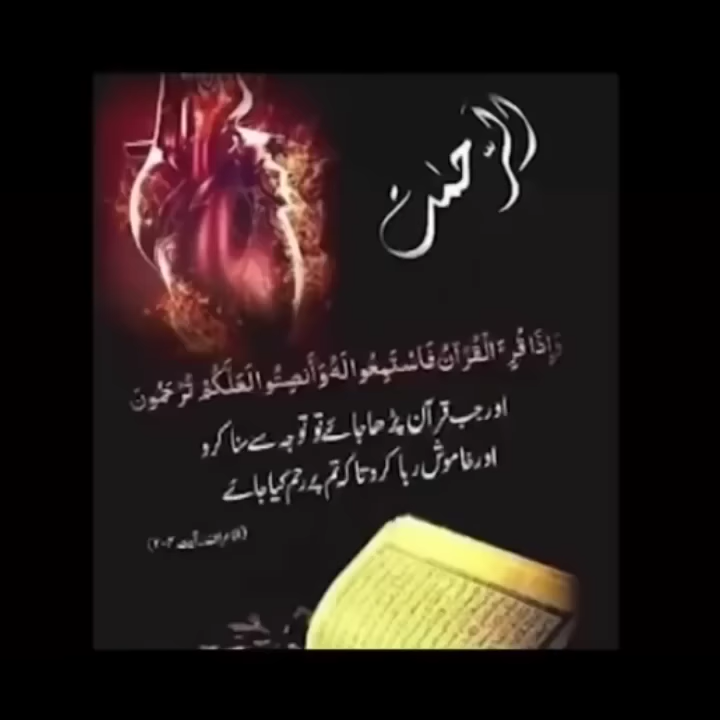 الرحمٰن
وَإِذَا قُرِءَ الْقُرْآنُ فَاسْتَمِعُوا لَهُ وَأَنصِتُوا لَعَلَّكُمْ تُرْحَمُونَ
اور جب قرآن پڑھا جائے تو توجہ سے سنا کرو
اور خاموش رہا کرو تاکہ تم پر رحم کیا جائے